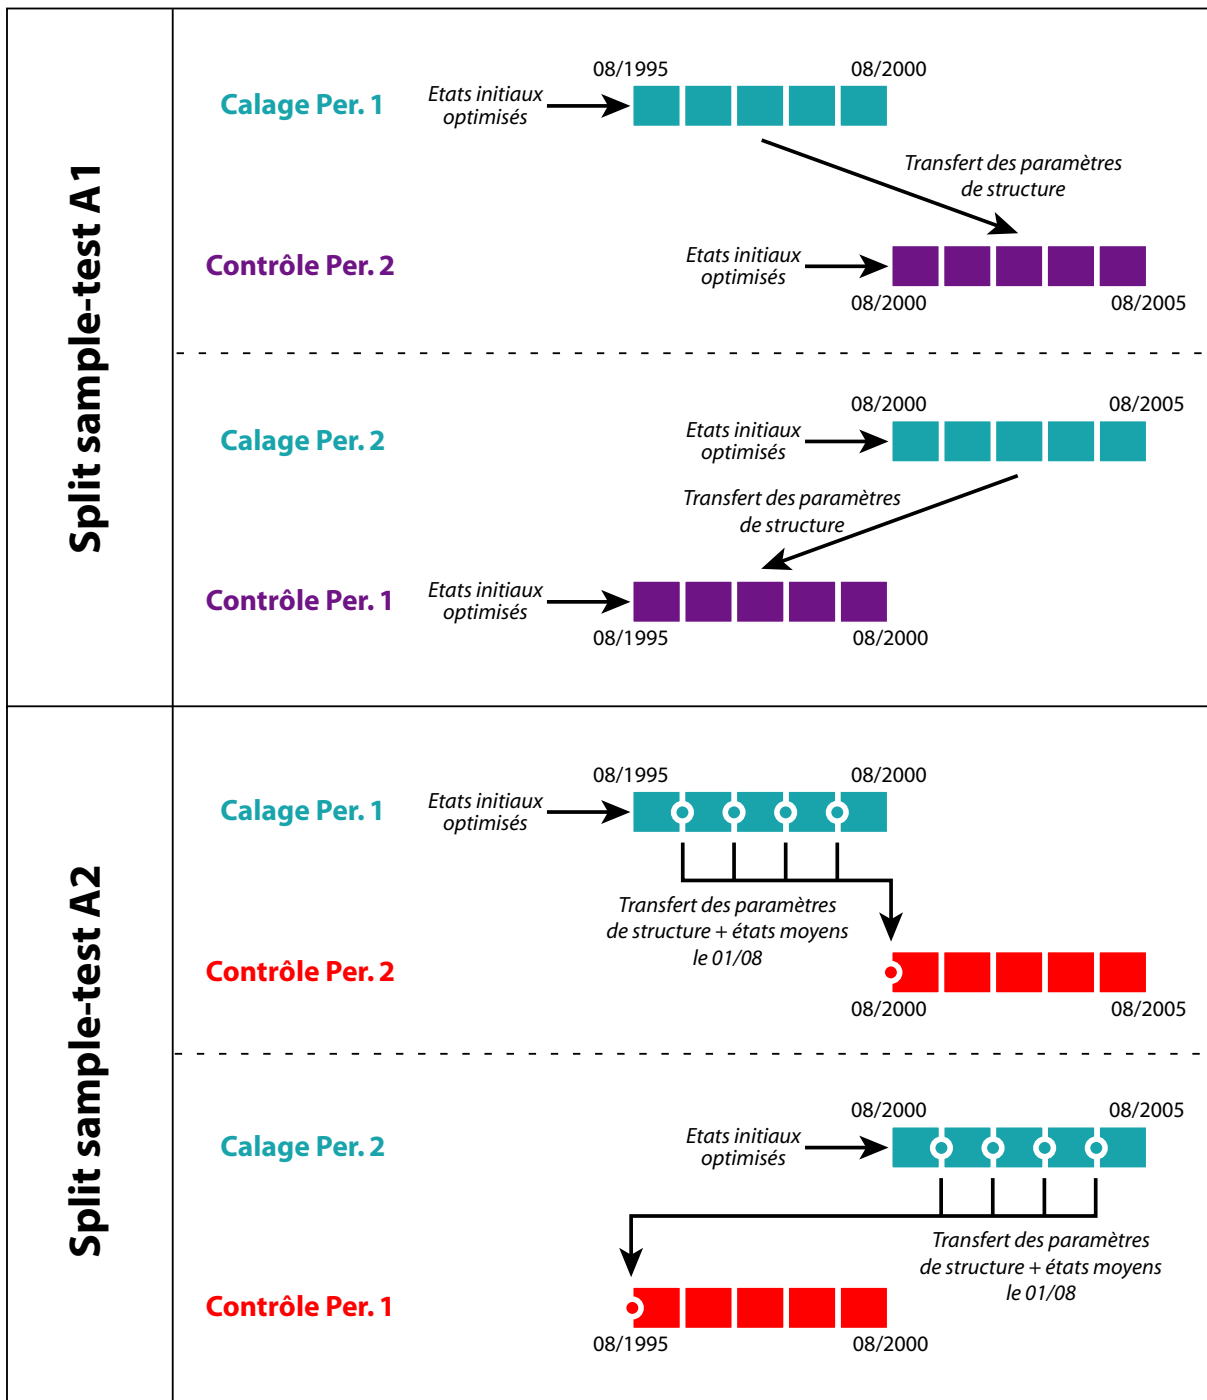 Split sample-test A1
08/1995
08/2000
Calage Per. 1
Etats initiaux
optimisés
Transfert des paramètres
de structure
Contrôle Per. 2
Etats initiaux
optimisés
08/2000
08/2005
08/2000
08/2005
Calage Per. 2
Etats initiaux
optimisés
Transfert des paramètres
de structure
Contrôle Per. 1
Etats initiaux
optimisés
08/1995
08/2000
Split sample-test A2
08/1995
08/2000
Calage Per. 1
Etats initiaux
optimisés
Transfert des paramètres
de structure + états moyens
le 01/08
Contrôle Per. 2
08/2000
08/2005
08/2000
08/2005
Calage Per. 2
Etats initiaux
optimisés
Transfert des paramètres
de structure + états moyens
le 01/08
Contrôle Per. 1
08/1995
08/2000